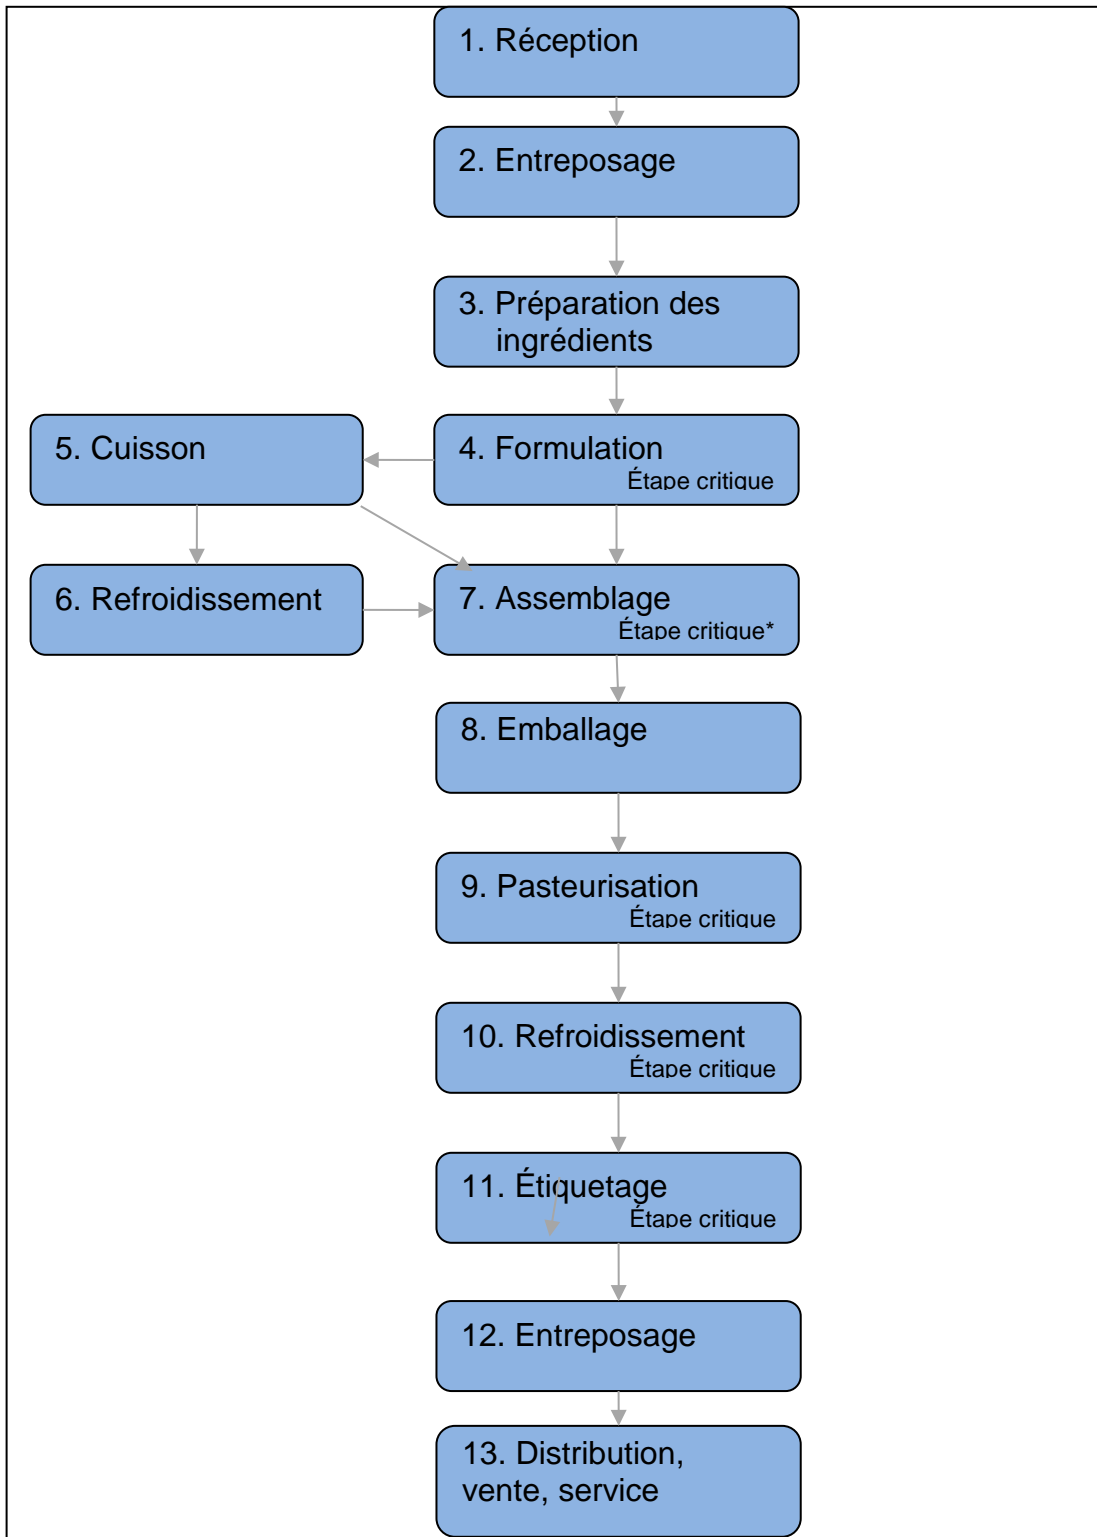 1. Réception
2. Entreposage
3. Préparation des
ingrédients
5. Cuisson
4. Formulation
Étape critique
6. Refroidissement
7. Assemblage
Étape critique*
8. Emballage
9. Pasteurisation
Étape critique
10. Refroidissement
Étape critique
11. Étiquetage
Étape critique
12. Entreposage
13. Distribution,
vente, service